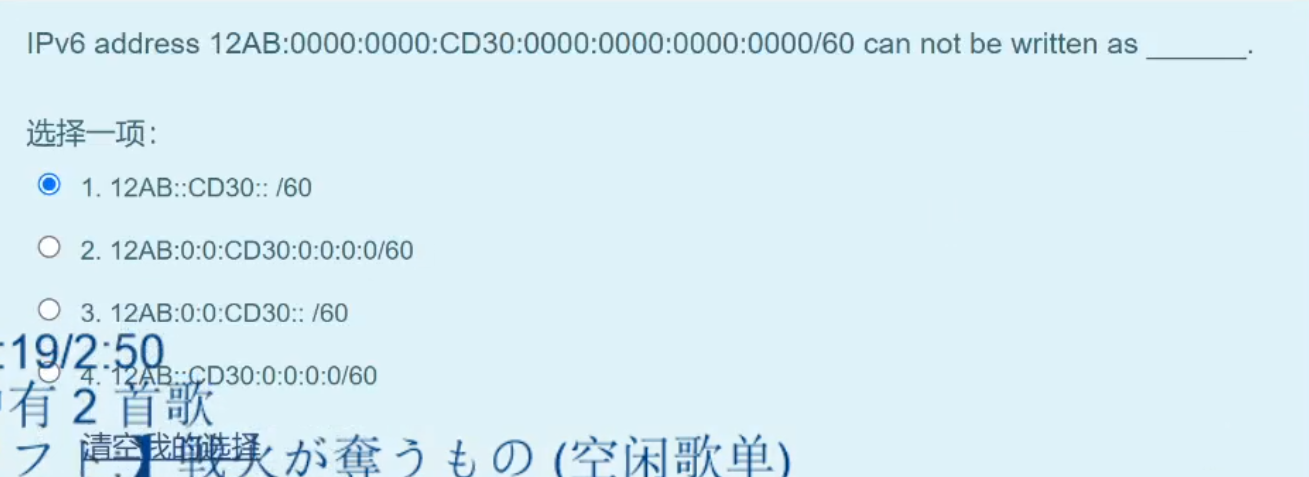 IPv6 address 12AB:0000:0000:CD30:0000:0000:0000:0000/60 can not be written as ______.
选择一项:
1. 12AB::CD30:: /60
2. 12AB:0:0:CD30:0:0:0:0/60
3. 12AB:0:0:CD30:: /60
:19/2:50
4. 12AB::CD30:0:0:0:0/60
有 2 首歌
清空我的选择
戦火が奪うもの (空闲歌单)